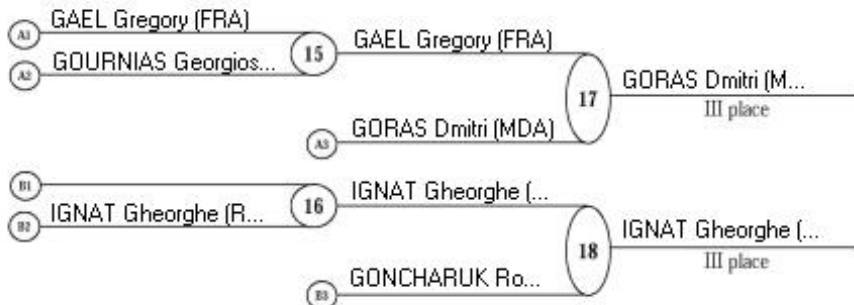 A1
GAEL Gregory (FRA)
A2
GOURNIAS Georgios...
15
GAEL Gregory (FRA)
A3
GORAS Dmitri (MDA)
17
GORAS Dmitri (M...
III place
B1
B2
IGNAT Gheorghe (R...
16
IGNAT Gheorghe (...
B3
GONCHARUK Ro...
18
IGNAT Gheorghe (...
III place